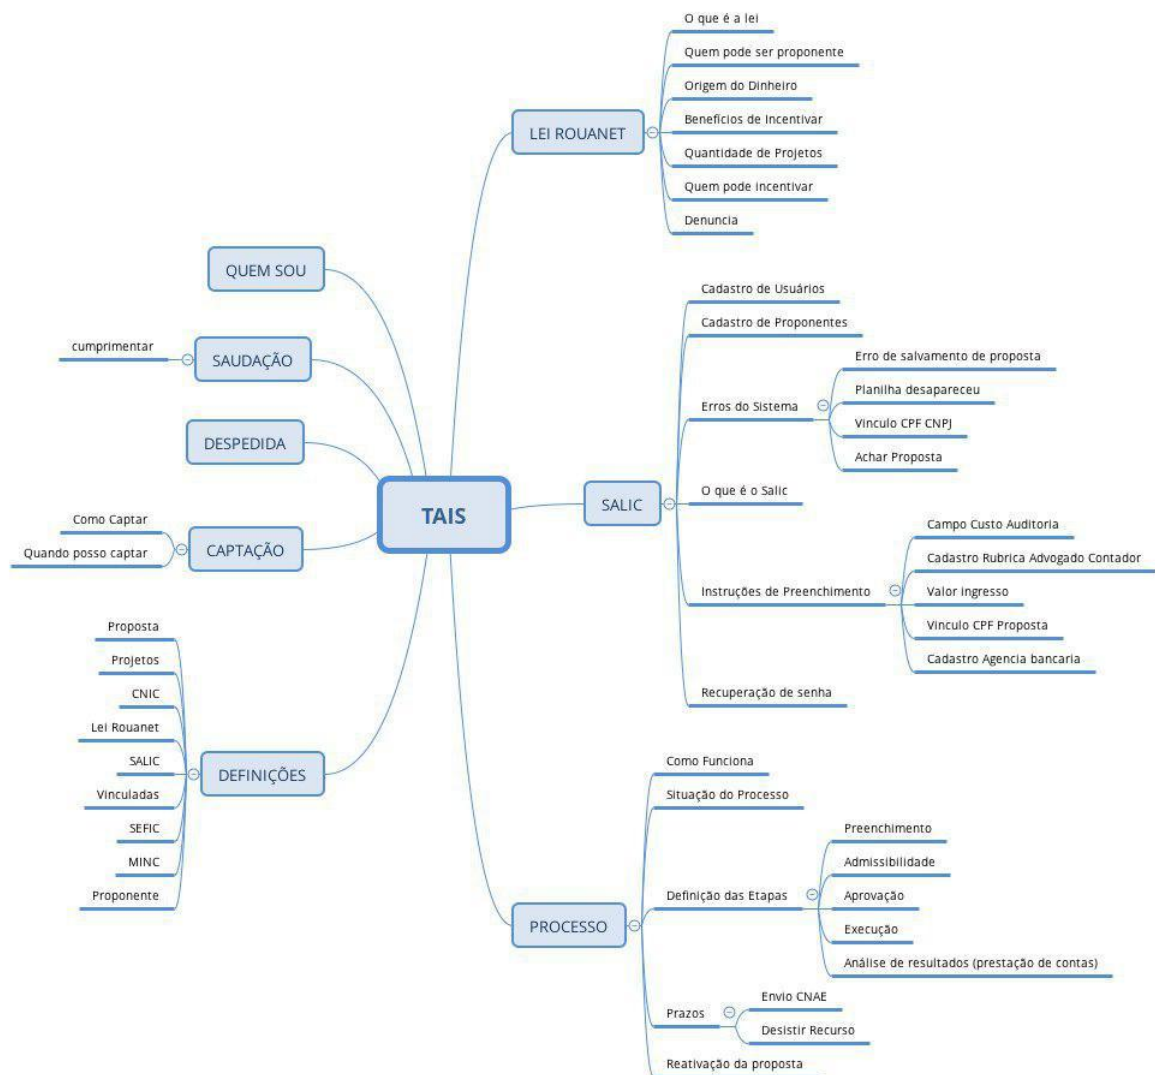 O que é a lei
Quem pode ser proponente
Origem do Dinheiro
Benefícios de Incentivar
Quantidade de Projetos
Quem pode incentivar
Denuncia
LEI ROUANET
QUEM SOU
cumprimentar
SAUDAÇÃO
DESPEDIDA
Como Captar
Quando posso captar
CAPTAÇÃO
TAIS
Proposta
Projetos
CNIC
Lei Rouanet
SALIC
Vinculadas
SEFIC
MINC
Proponente
DEFINIÇÕES
SALIC
Cadastro de Usuários
Cadastro de Proponentes
Erros do Sistema
Erro de salvamento de proposta
Planilha desapareceu
Vinculo CPF CNPJ
Achar Proposta
O que é o Salic
Instruções de Preenchimento
Campo Custo Auditoria
Cadastro Rubrica Advogado Contador
Valor ingresso
Vinculo CPF Proposta
Cadastro Agencia bancaria
Recuperação de senha
PROCESSO
Como Funciona
Situação do Processo
Definição das Etapas
Preenchimento
Admissibilidade
Aprovação
Execução
Análise de resultados (prestação de contas)
Prazos
Envio CNAE
Desistir Recurso
Reativação da proposta